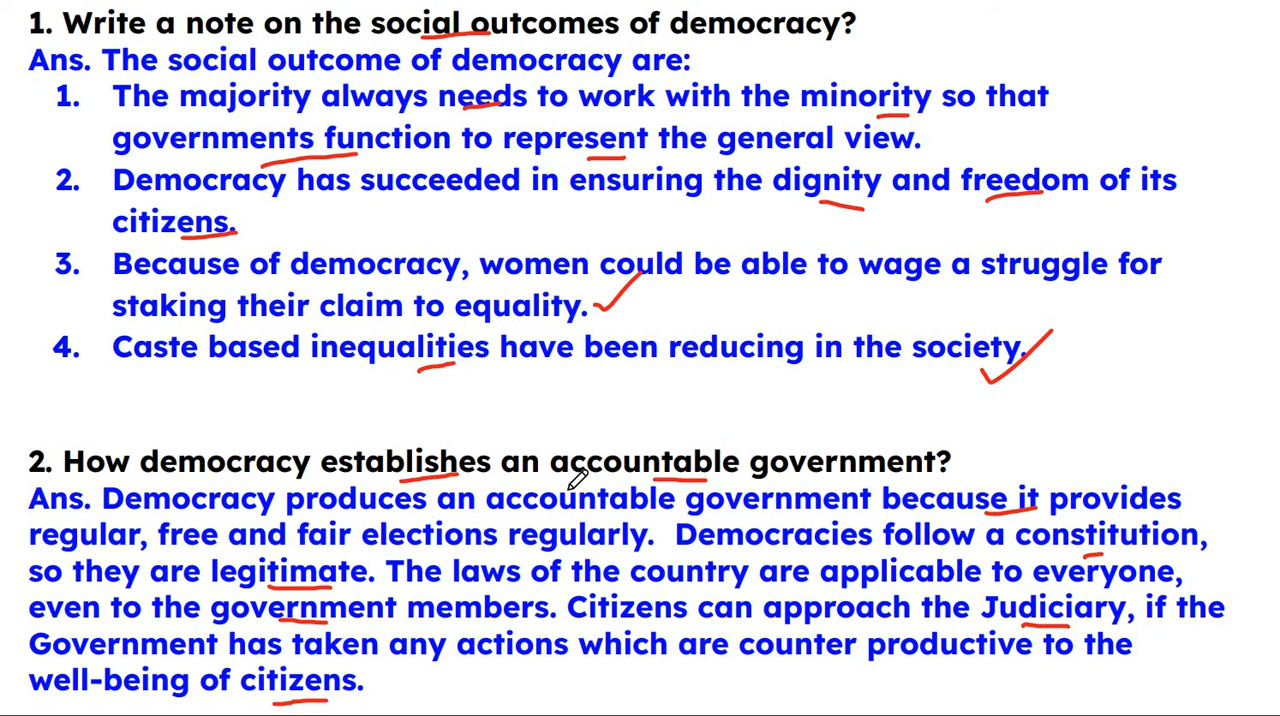 1. Write a note on the social outcomes of democracy?
Ans. The social outcome of democracy are:
1. The majority always needs to work with the minority so that
governments function to represent the general view.
2. Democracy has succeeded in ensuring the dignity and freedom of its
citizens.
3. Because of democracy, women could be able to wage a struggle for
staking their claim to equality.
4. Caste based inequalities have been reducing in the society.
2. How democracy establishes an accountable government?
Ans. Democracy produces an accountable government because it provides
regular, free and fair elections regularly. Democracies follow a constitution,
so they are legitimate. The laws of the country are applicable to everyone,
even to the government members. Citizens can approach the Judiciary, if the
Government has taken any actions which are counter productive to the
well-being of citizens.